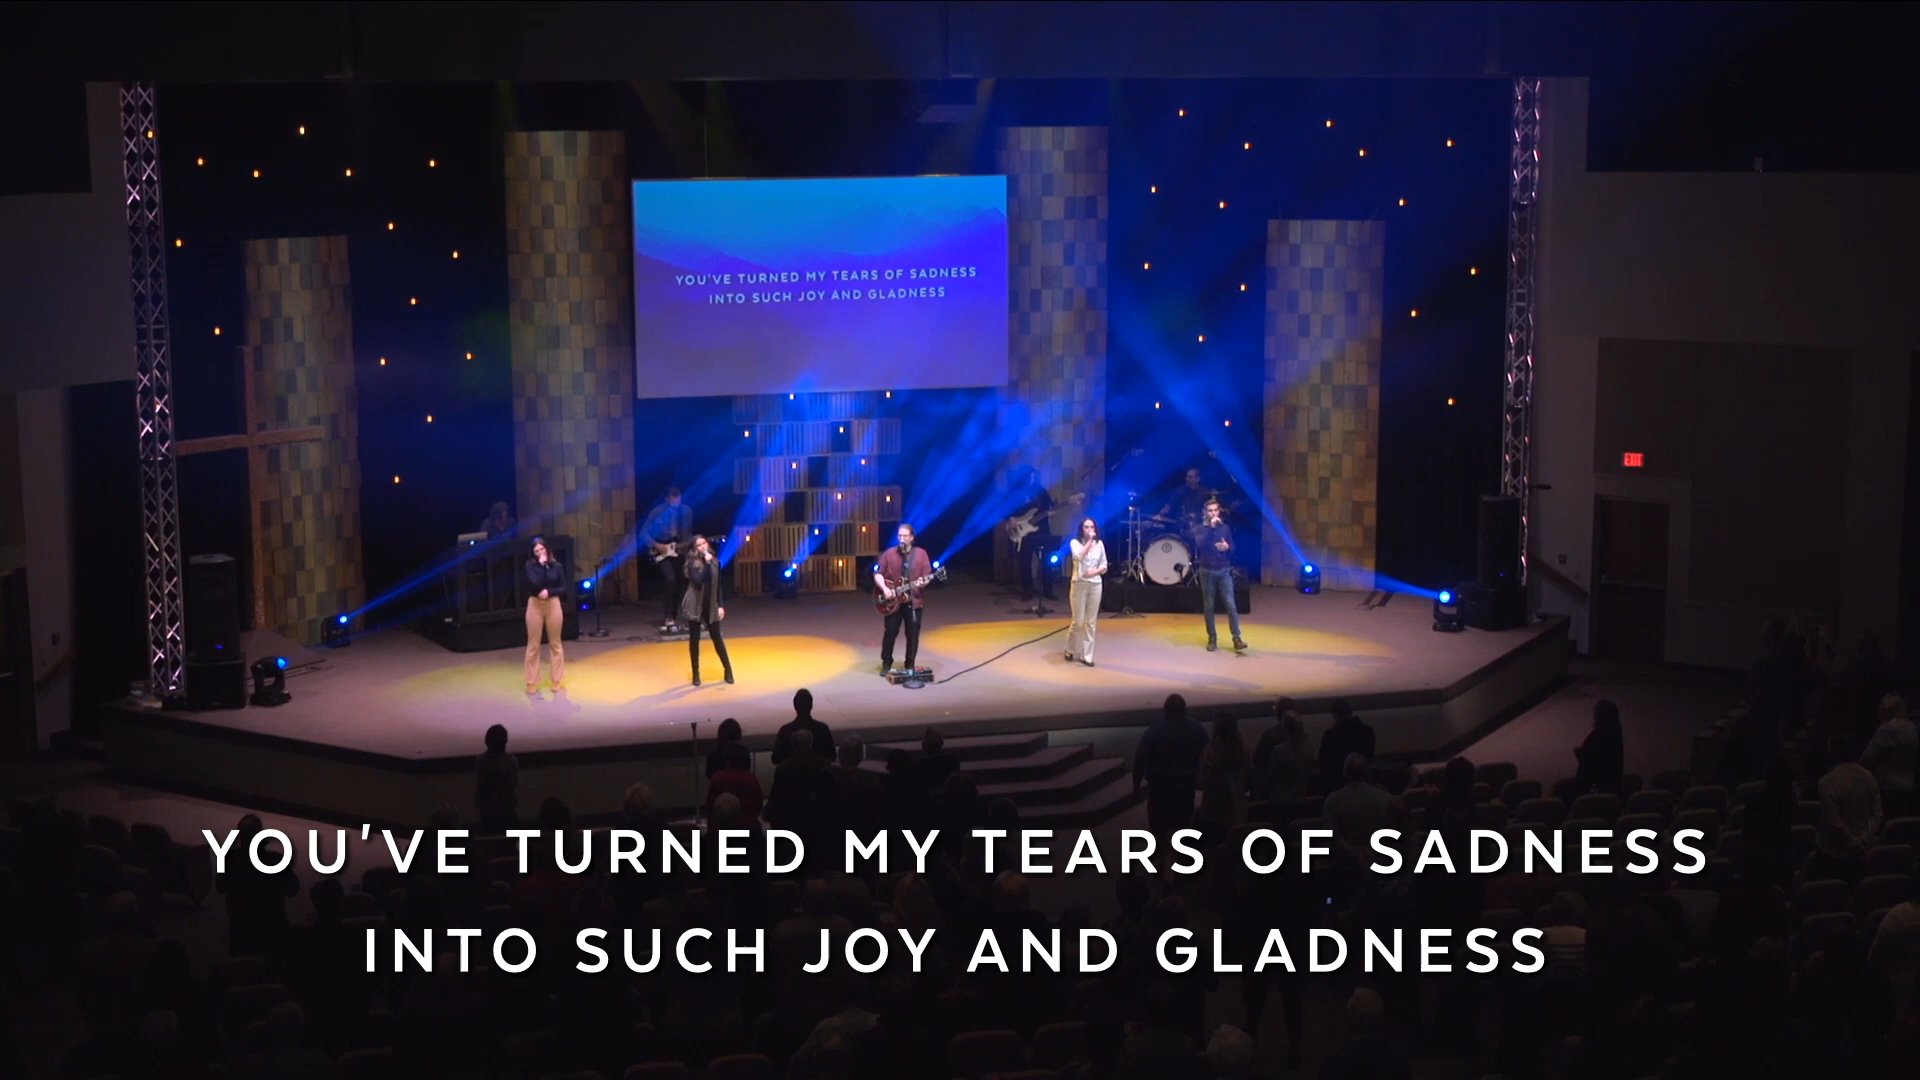 YOU'VE TURNED MY TEARS OF SADNESS
INTO SUCH JOY AND GLADNESS
EXIT
YOU'VE TURNED MY TEARS OF SADNESS
INTO SUCH JOY AND GLADNESS